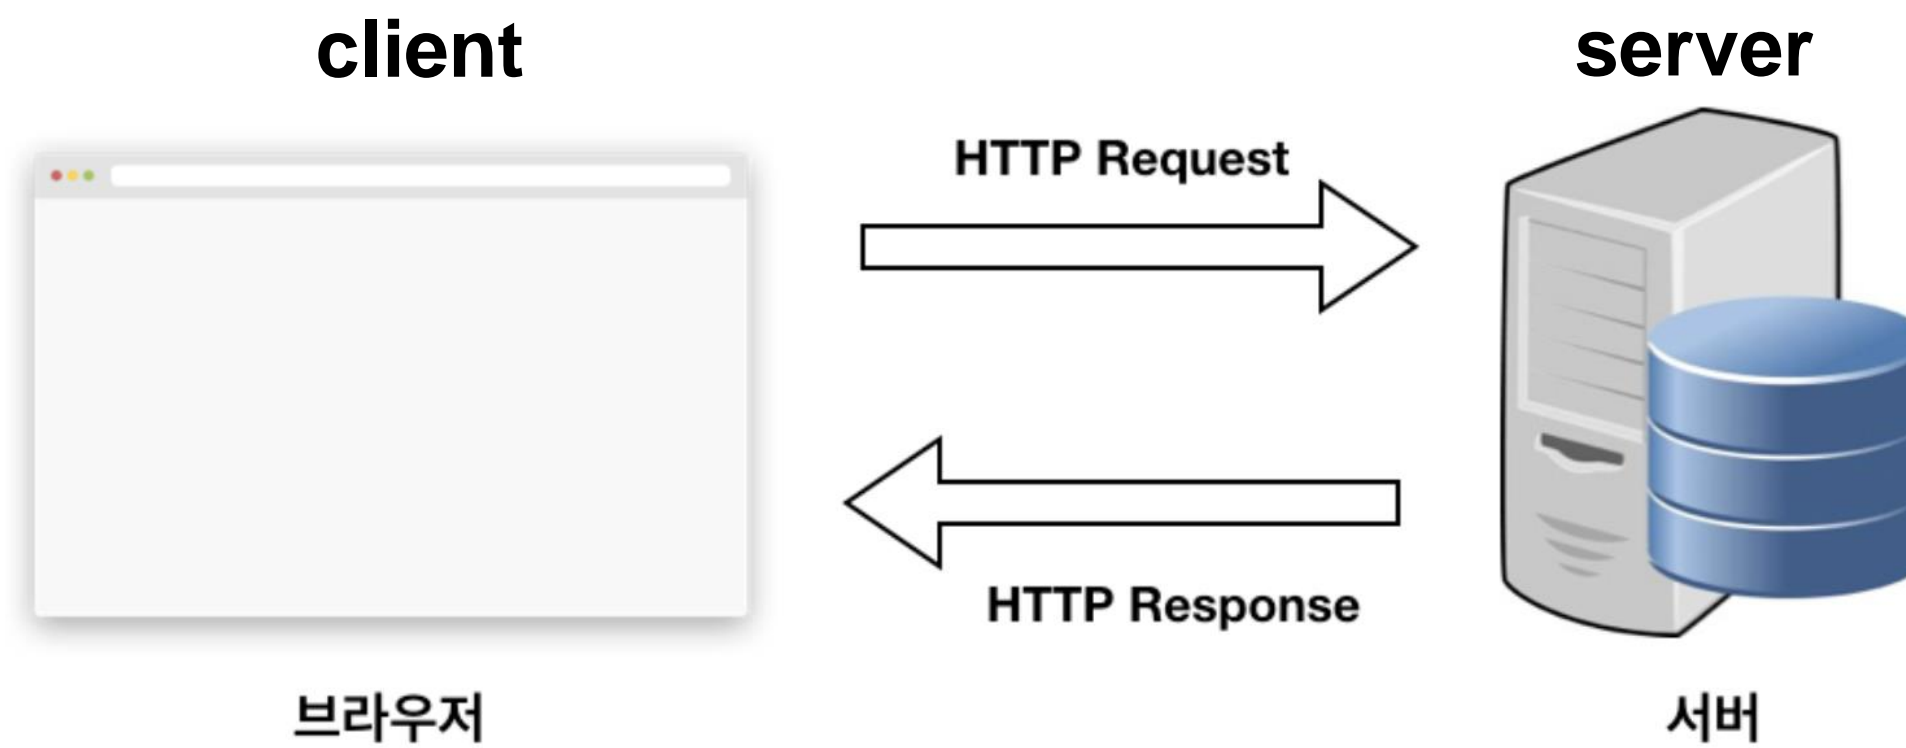 client
server
HTTP Request
HTTP Response
브라우저
서버